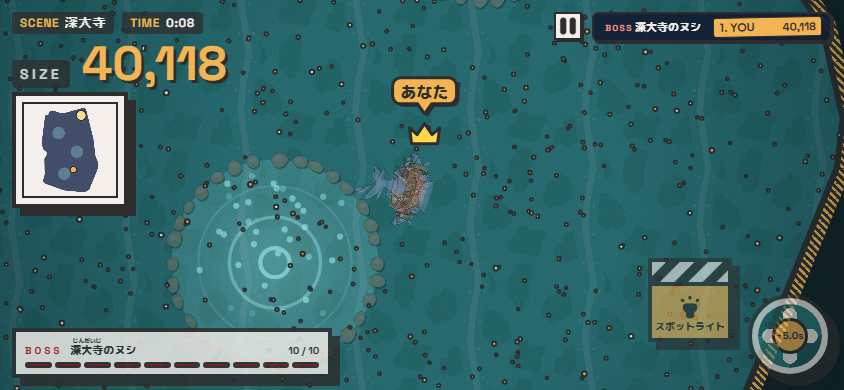 SCENE 深大寺 TIME 0:08
SIZE 40,118
BOSS 深大寺のヌシ 1. YOU 40,118
あなた
スポットライト
+5.0s
じんだいじ
BOSS 深大寺のヌシ 10/10